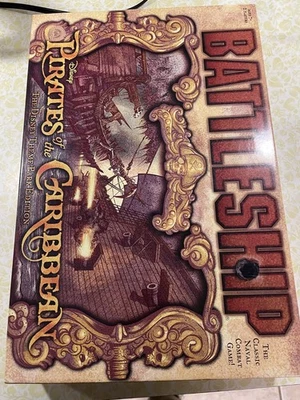 BATTLESHIP
THE
CLASSIC
NAVAL
COMBAT
GAME!
Disney
PIRATES of the CARIBBEAN